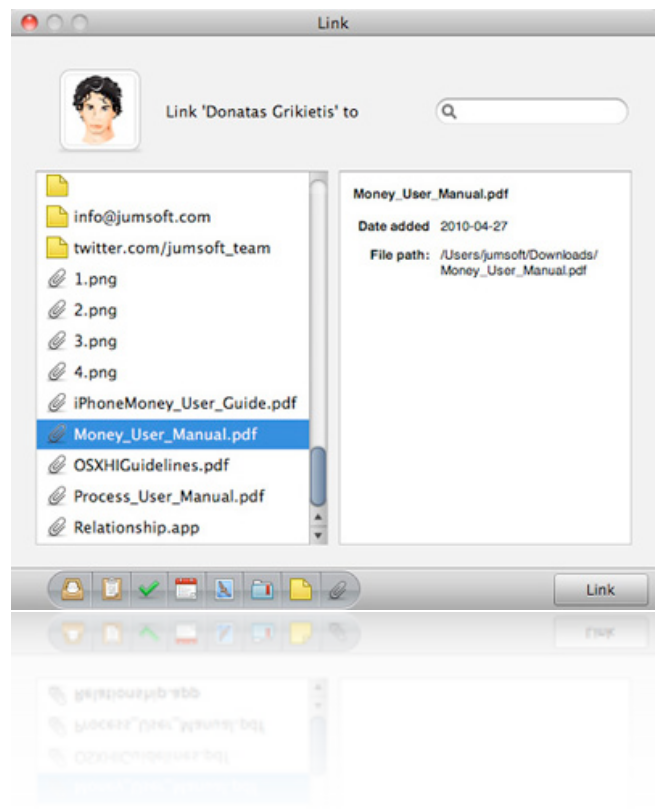 Link
Link 'Donatas Grikietis' to
info@jumsoft.com
twitter.com/jumsoft_team
1.png
2.png
3.png
4.png
iPhoneMoney_User_Guide.pdf
Money_User_Manual.pdf
OSXHIGuidelines.pdf
Process_User_Manual.pdf
Relationship.app
Money_User_Manual.pdf
Date added 2010-04-27
File path: /Users/jumsoft/Downloads/
Money_User_Manual.pdf
Link